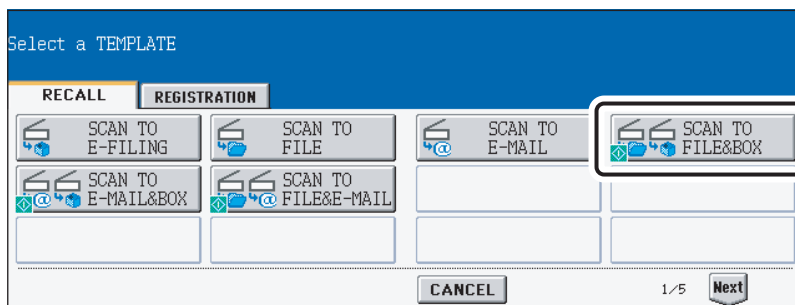 Select a TEMPLATE
RECALL
REGISTRATION
SCAN TO
E-FILING
SCAN TO
FILE
SCAN TO
E-MAIL
SCAN TO
FILE&BOX
SCAN TO
E-MAIL&BOX
SCAN TO
FILE&E-MAIL
CANCEL
1/5
Next